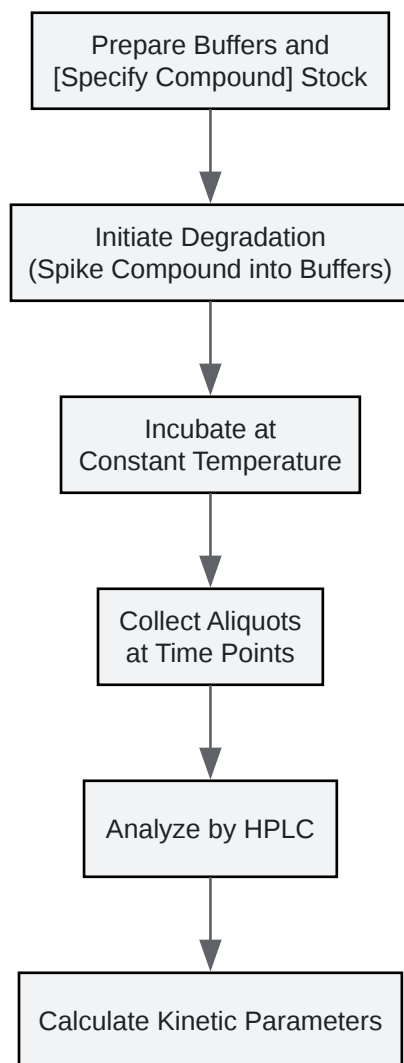 Prepare Buffers and
[Specify Compound] Stock
Initiate Degradation
(Spike Compound into Buffers)
Incubate at
Constant Temperature
Collect Aliquots
at Time Points
Analyze by HPLC
Calculate Kinetic Parameters